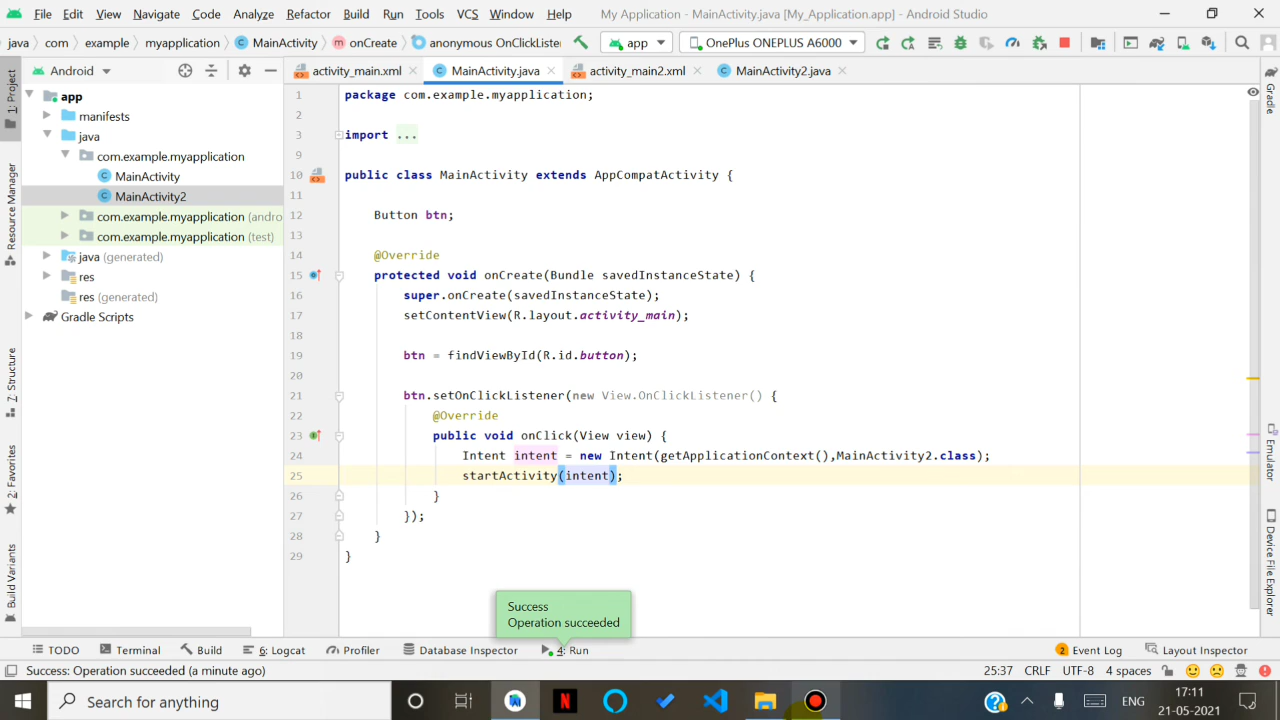 File Edit View Navigate Code Analyze Refactor Build Run Tools VCS Window Help My Application - MainActivity.java [My_Application.app] - Android Studio
java com example myapplication MainActivity onCreate anonymous OnClickListe app OnePlus ONEPLUS A6000
1: Project
Resource Manager
Z: Structure
2: Favorites
Build Variants
Android
app
manifests
java
com.example.myapplication
MainActivity
MainActivity2
com.example.myapplication (andro
com.example.myapplication (test)
java (generated)
res
res (generated)
Gradle Scripts
activity_main.xml MainActivity.java activity_main2.xml MainActivity2.java
1 package com.example.myapplication;
2
3 import ...
9
10 public class MainActivity extends AppCompatActivity {
11
12 Button btn;
13
14 @Override
15 protected void onCreate(Bundle savedInstanceState) {
16 super.onCreate(savedInstanceState);
17 setContentView(R.layout.activity_main);
18
19 btn = findViewById(R.id.button);
20
21 btn.setOnClickListener(new View.OnClickListener() {
22 @Override
23 public void onClick(View view) {
24 Intent intent = new Intent(getApplicationContext(),MainActivity2.class);
25 startActivity(intent);
26 }
27 });
28 }
29 }
Gradle
Emulator
Device File Explorer
Success
Operation succeeded
TODO Terminal Build 6: Logcat Profiler Database Inspector 4: Run 2 Event Log Layout Inspector
Success: Operation succeeded (a minute ago) 25:37 CRLF UTF-8 4 spaces
Search for anything ENG 17:11
21-05-2021